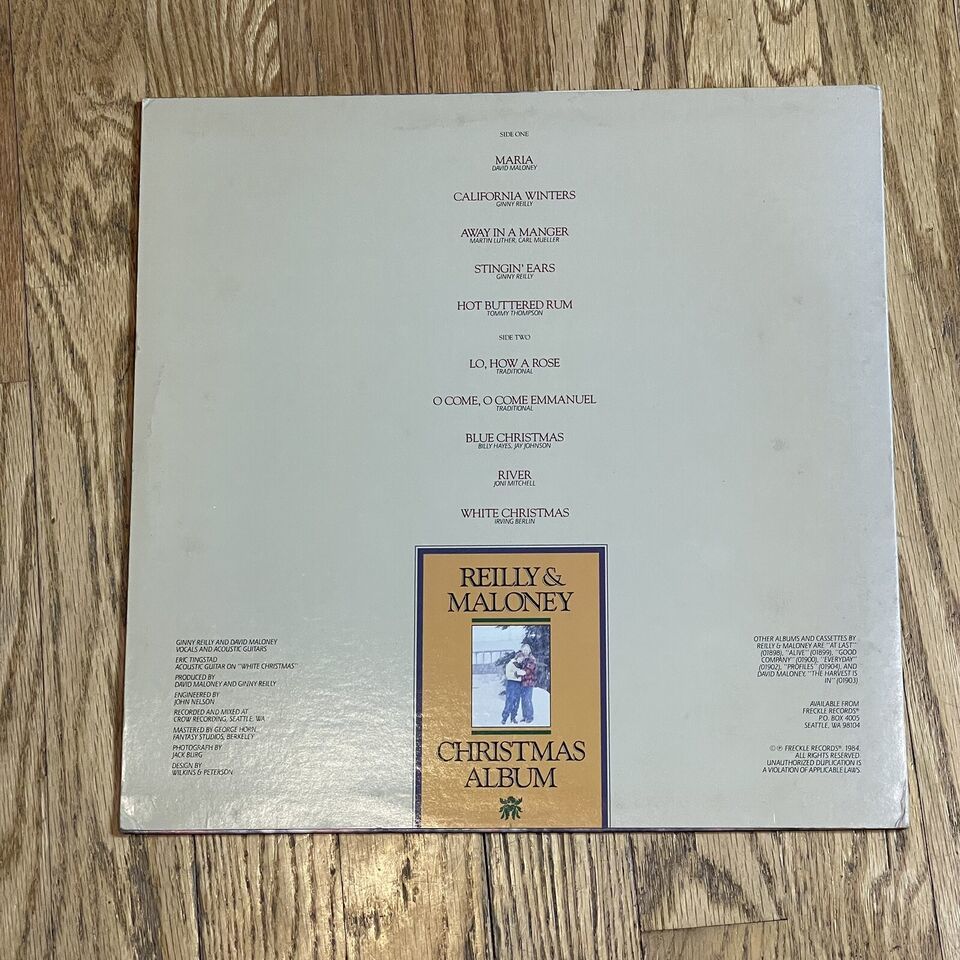 SIDE ONE
MARIA
DAVID MALONEY
CALIFORNIA WINTERS
GINNY REILLY
AWAY IN A MANGER
MARTIN LUTHER, CARL MUELLER
STINGIN' EARS
GINNY REILLY
HOT BUTTERED RUM
TOMMY THOMPSON
SIDE TWO
LO, HOW A ROSE
TRADITIONAL
O COME, O COME EMMANUEL
TRADITIONAL
BLUE CHRISTMAS
BILLY HAYES, JAY JOHNSON
RIVER
JONI MITCHELL
WHITE CHRISTMAS
IRVING BERLIN
REILLY &
MALONEY
CHRISTMAS
ALBUM
GINNY REILLY AND DAVID MALONEY
VOCALS AND ACOUSTIC GUITARS
ERIC TINGSTAD
ACOUSTIC GUITAR ON "WHITE CHRISTMAS"
PRODUCED BY
DAVID MALONEY AND GINNY REILLY
ENGINEERED BY
JOHN NELSON
RECORDED AND MIXED AT
CROW RECORDING, SEATTLE, WA
MASTERED BY GEORGE HORN
FANTASY STUDIOS, BERKELEY
PHOTOGRAPH BY
JACK BURG
DESIGN BY
WILKINS & PETERSON
OTHER ALBUMS AND CASSETTES BY
REILLY & MALONEY ARE "AT LAST"
(01898), "ALIVE" (01899), "GOOD
COMPANY" (01900), "EVERYDAY"
(01902), "PROFILES" (01904), AND
DAVID MALONEY, "THE HARVEST IS
IN" (01903)
AVAILABLE FROM
FRECKLE RECORDS®
P.O. BOX 4005
SEATTLE, WA 98104
© ℗ FRECKLE RECORDS®. 1984.
ALL RIGHTS RESERVED.
UNAUTHORIZED DUPLICATION IS
A VIOLATION OF APPLICABLE LAWS.